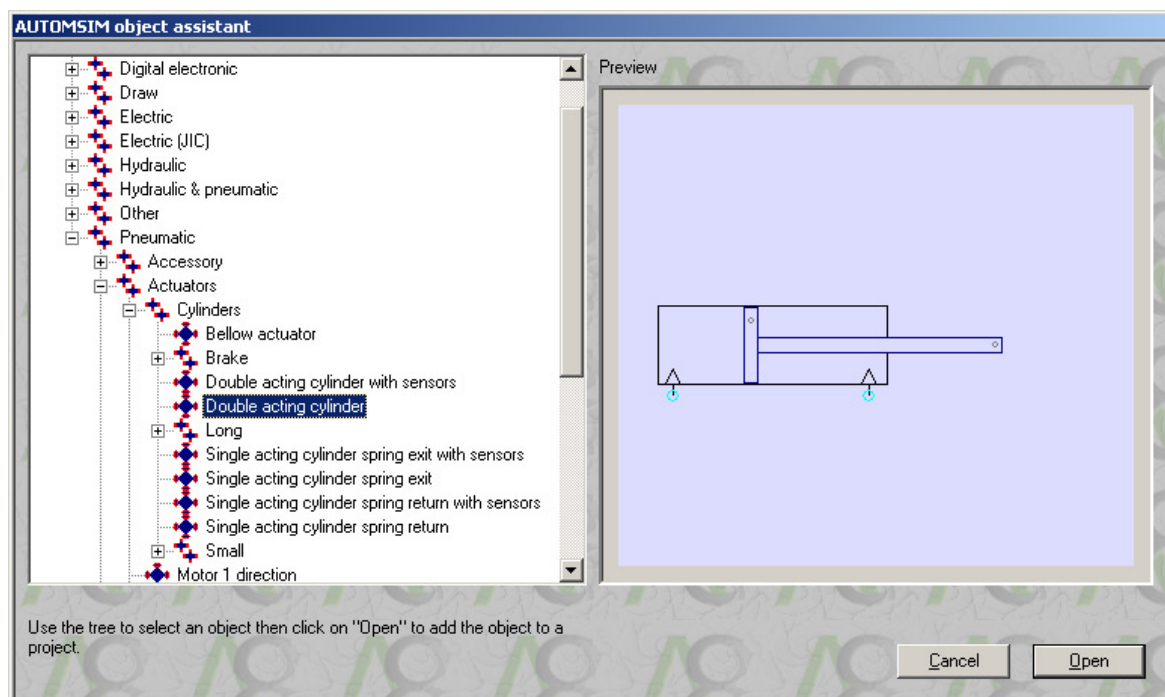 AUTOMSIM object assistant
Digital electronic
Draw
Electric
Electric (JIC)
Hydraulic
Hydraulic & pneumatic
Other
Pneumatic
Accessory
Actuators
Cylinders
Bellow actuator
Brake
Double acting cylinder with sensors
Double acting cylinder
Long
Single acting cylinder spring exit with sensors
Single acting cylinder spring exit
Single acting cylinder spring return with sensors
Single acting cylinder spring return
Small
Motor 1 direction
Preview
Use the tree to select an object then click on "Open" to add the object to a
project.
Cancel
Open